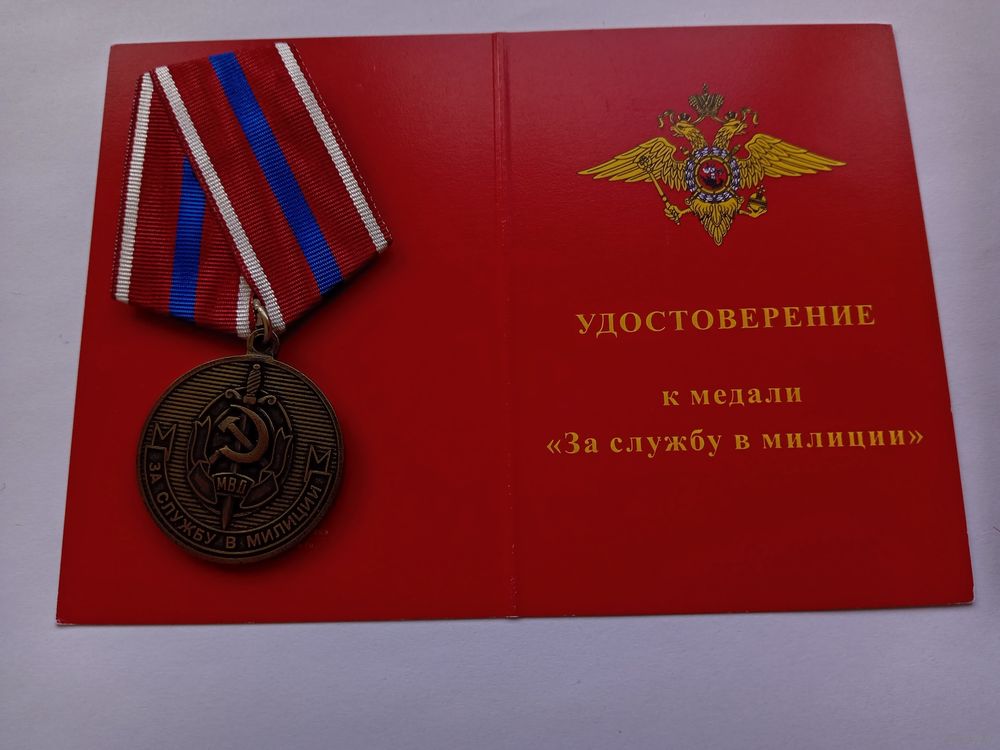 МВД
ЗА СЛУЖБУ В МИЛИЦИИ
УДОСТОВЕРЕНИЕ
к медали
«За службу в милиции»